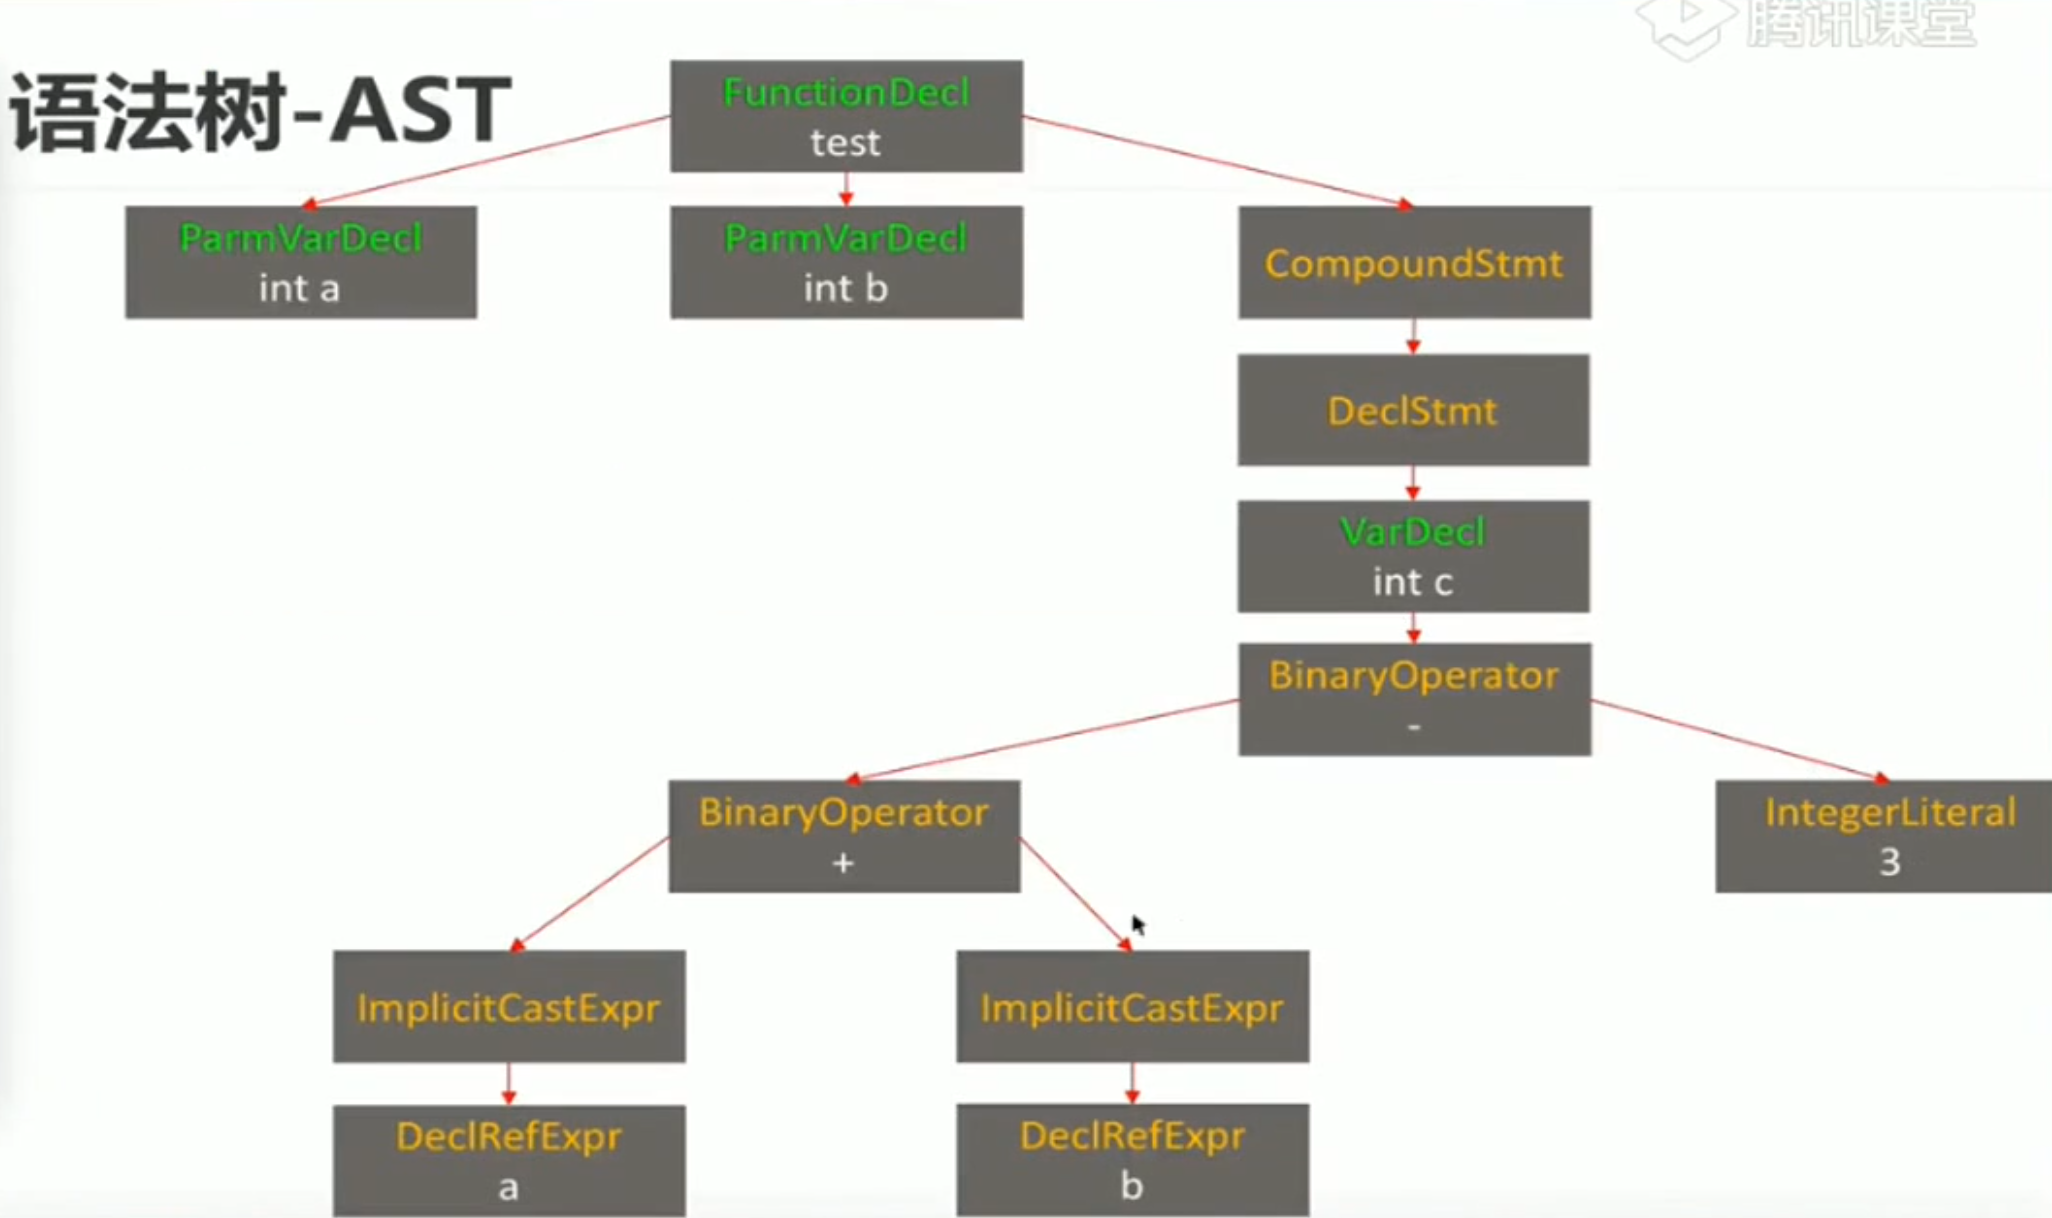 腾讯课堂
语法树-AST
FunctionDecl
test
ParmVarDecl
int a
ParmVarDecl
int b
CompoundStmt
DeclStmt
VarDecl
int c
BinaryOperator
-
BinaryOperator
+
IntegerLiteral
3
ImplicitCastExpr
ImplicitCastExpr
DeclRefExpr
a
DeclRefExpr
b